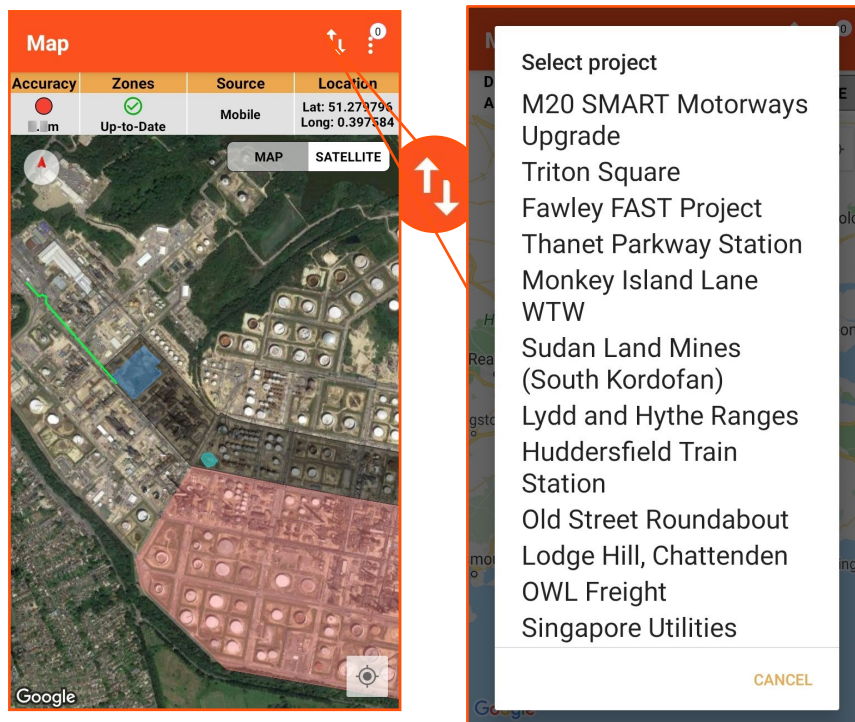 Map
0
Accuracy Zones Source Location
m Up-to-Date Mobile Lat: 51.279796
Long: 0.397584
MAP SATELLITE
Google
Select project
M20 SMART Motorways
Upgrade
Triton Square
Fawley FAST Project
Thanet Parkway Station
Monkey Island Lane
WTW
Sudan Land Mines
(South Kordofan)
Lydd and Hythe Ranges
Huddersfield Train
Station
Old Street Roundabout
Lodge Hill, Chattenden
OWL Freight
Singapore Utilities
CANCEL
Google